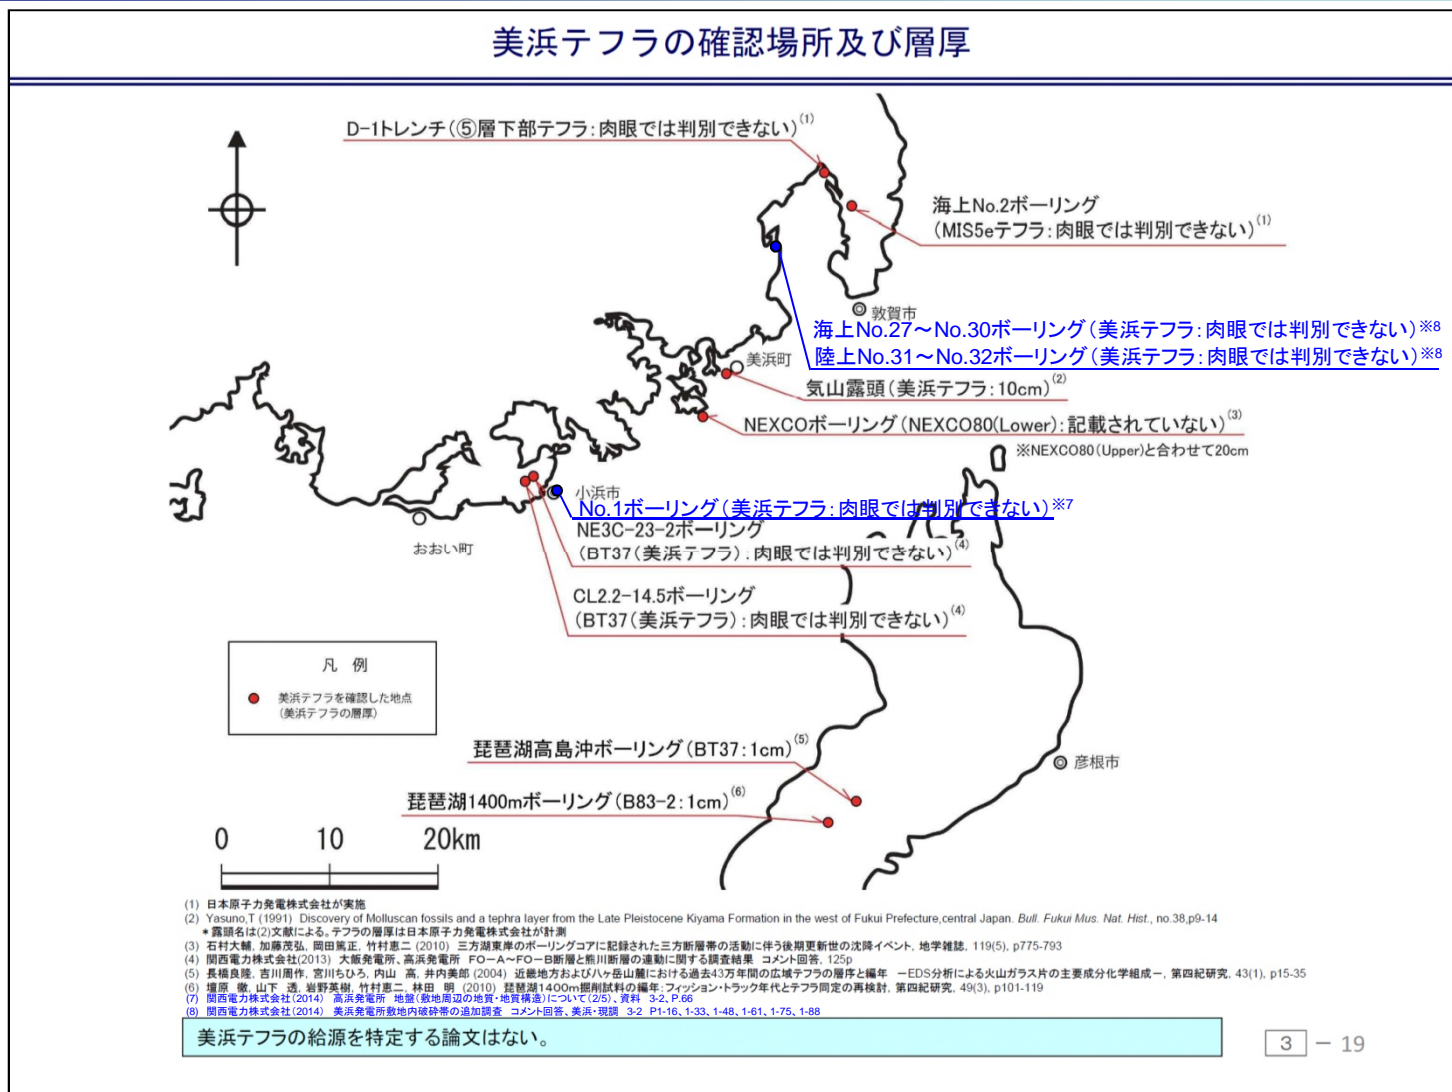 美浜テフラの確認場所及び層厚
D-1トレンチ(⑤層下部テフラ:肉眼では判別できない)(1)
海上No.2ボーリング
(MIS5eテフラ:肉眼では判別できない)(1)
敦賀市
海上No.27～No.30ボーリング(美浜テフラ:肉眼では判別できない)※8
陸上No.31～No.32ボーリング(美浜テフラ:肉眼では判別できない)※8
美浜町
気山露頭(美浜テフラ:10cm)(2)
NEXCOボーリング(NEXCO80(Lower):記載されていない)(3)
※NEXCO80(Upper)と合わせて20cm
小浜市
No.1ボーリング(美浜テフラ:肉眼では判別できない)※7
NE3C-23-2ボーリング
(BT37(美浜テフラ):肉眼では判別できない)(4)
おおい町
CL2.2-14.5ボーリング
(BT37(美浜テフラ):肉眼では判別できない)(4)
凡 例
美浜テフラを確認した地点
(美浜テフラの層厚)
琵琶湖高島沖ボーリング(BT37:1cm)(5)
彦根市
琵琶湖1400mボーリング(B83-2:1cm)(6)
0 10 20km
(1) 日本原子力発電株式会社が実施
(2) Yasuno,T (1991) Discovery of Molluscan fossils and a tephra layer from the Late Pleistocene Kiyama Formation in the west of Fukui Prefecture,central Japan. Bull. Fukui Mus. Nat. Hist., no.38,p9-14
*露頭名は(2)文献による。テフラの層厚は日本原子力発電株式会社が計測
(3) 石村大輔, 加藤茂弘, 岡田篤正, 竹村恵二 (2010) 三方湖東岸のボーリングコアに記録された三方断層帯の活動に伴う後期更新世の沈降イベント, 地学雑誌, 119(5), p775-793
(4) 関西電力株式会社(2013) 大飯発電所、高浜発電所 FO-A～FO-B断層と熊川断層の連動に関する調査結果 コメント回答, 125p
(5) 長橋良隆, 吉川周作, 宮川ちひろ, 内山 高, 井内美郎 (2004) 近畿地方および八ヶ岳山麓における過去43万年間の広域テフラの層序と編年 -EDS分析による火山ガラス片の主要成分化学組成-, 第四紀研究, 43(1), p15-35
(6) 壇原 徹, 山下 透, 岩野英樹, 竹村恵二, 林田 明 (2010) 琵琶湖1400m掘削試料の編年:フィッション・トラック年代とテフラ同定の再検討, 第四紀研究, 49(3), p101-119
(7) 関西電力株式会社(2014) 高浜発電所 地盤(敷地周辺の地質・地質構造)について(2/5)、資料 3-2、P.66
(8) 関西電力株式会社(2014) 美浜発電所敷地内破砕帯の追加調査 コメント回答、美浜・現調 3-2 P1-16、1-33、1-48、1-61、1-75、1-88
美浜テフラの給源を特定する論文はない。
3 - 19